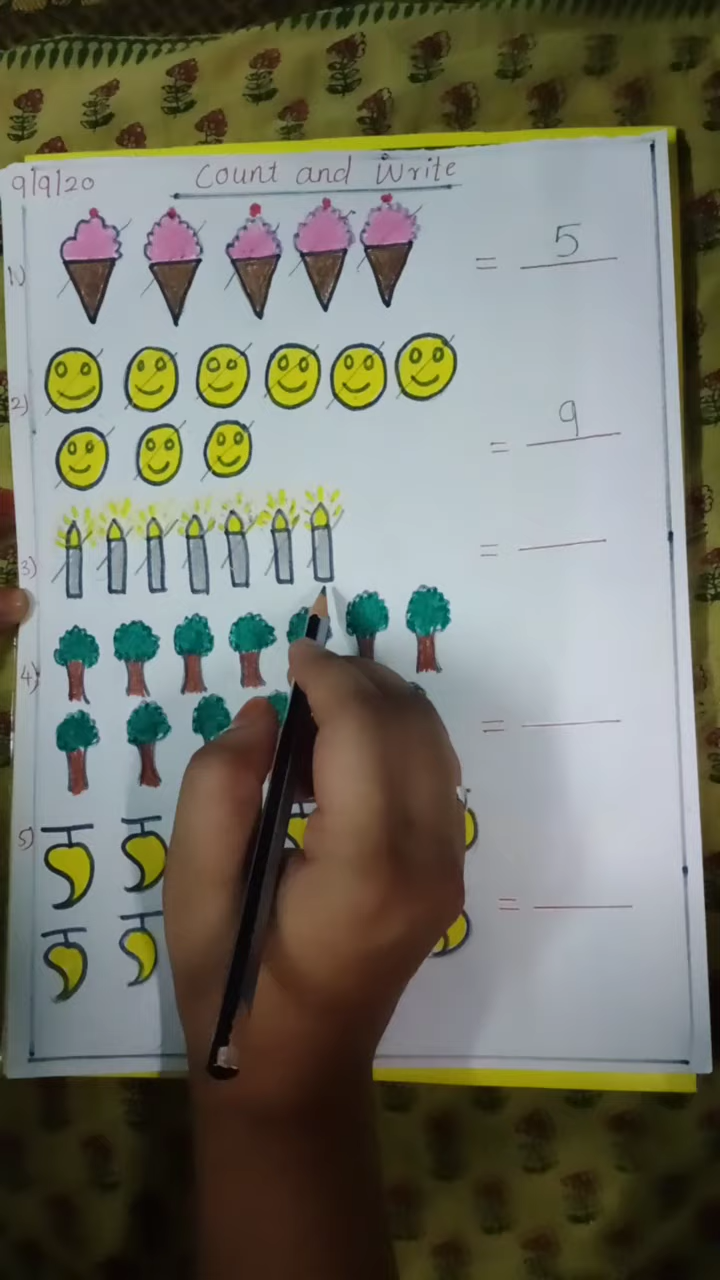 9/9/20 Count and Write
1) = 5
2) = 9
3) =
4) =
5) =